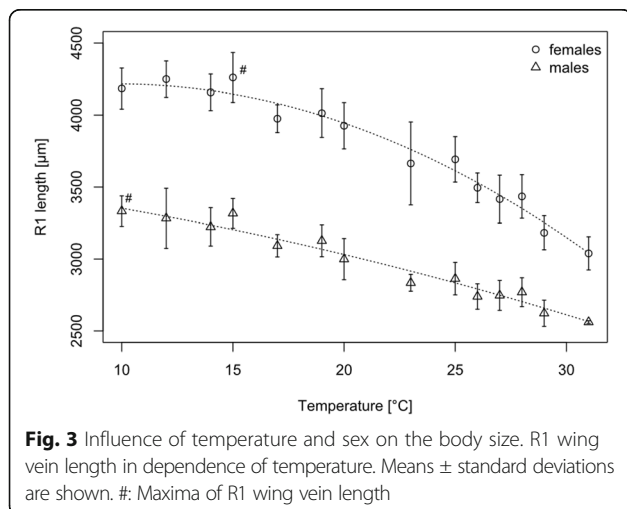 4500
4000
3500
3000
2500
R1 length [µm]
#
#
females
males
10
15
20
25
30
Temperature [°C]
Fig. 3 Influence of temperature and sex on the body size. R1 wing
vein length in dependence of temperature. Means ± standard deviations
are shown. #: Maxima of R1 wing vein length